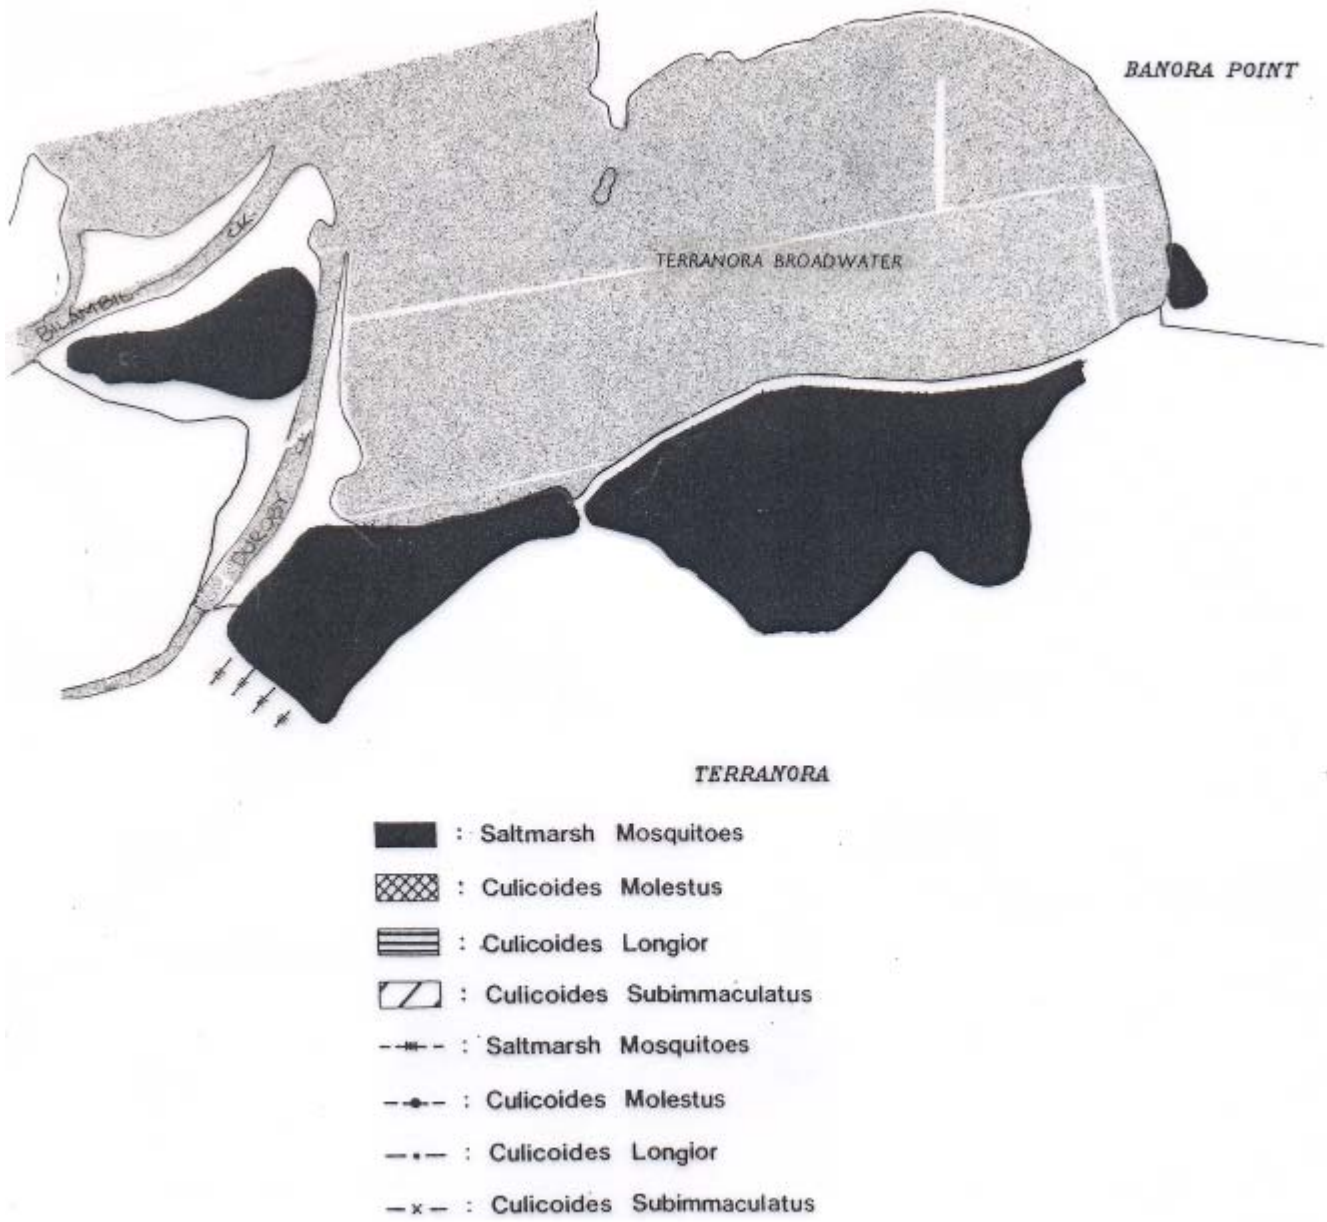 BANORA POINT
CK
TERRANORA BROADWATER
BILAMBIL
CK
DUROBY
TERRANORA
: Saltmarsh Mosquitoes
: Culicoides Molestus
: Culicoides Longior
: Culicoides Subimmaculatus
: Saltmarsh Mosquitoes
: Culicoides Molestus
: Culicoides Longior
: Culicoides Subimmaculatus